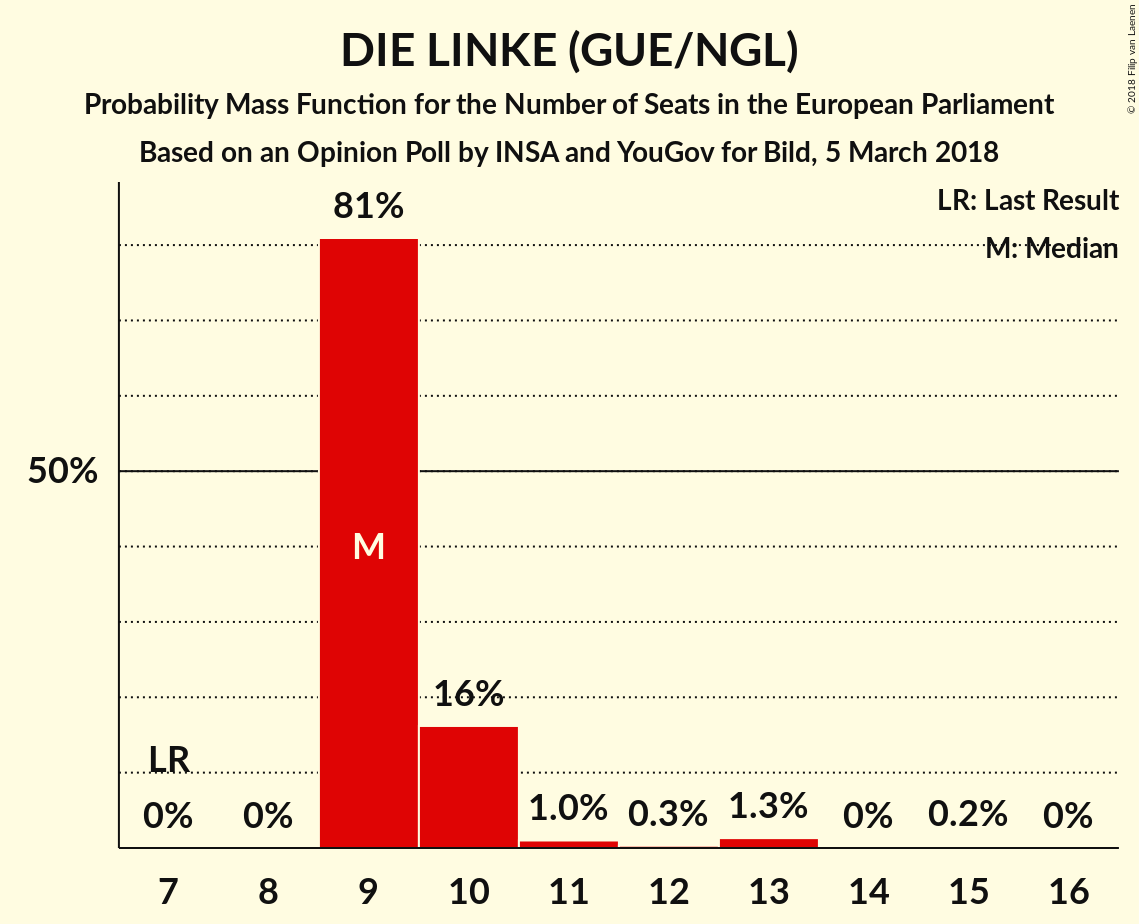 DIE LINKE (GUE/NGL)
Probability Mass Function for the Number of Seats in the European Parliament
Based on an Opinion Poll by INSA and YouGov for Bild, 5 March 2018
© 2018 Filip van Laenen
LR: Last Result
M: Median
81%
50%
M
16%
LR
0% 0% 1.0% 0.3% 1.3% 0% 0.2% 0%
7 8 9 10 11 12 13 14 15 16